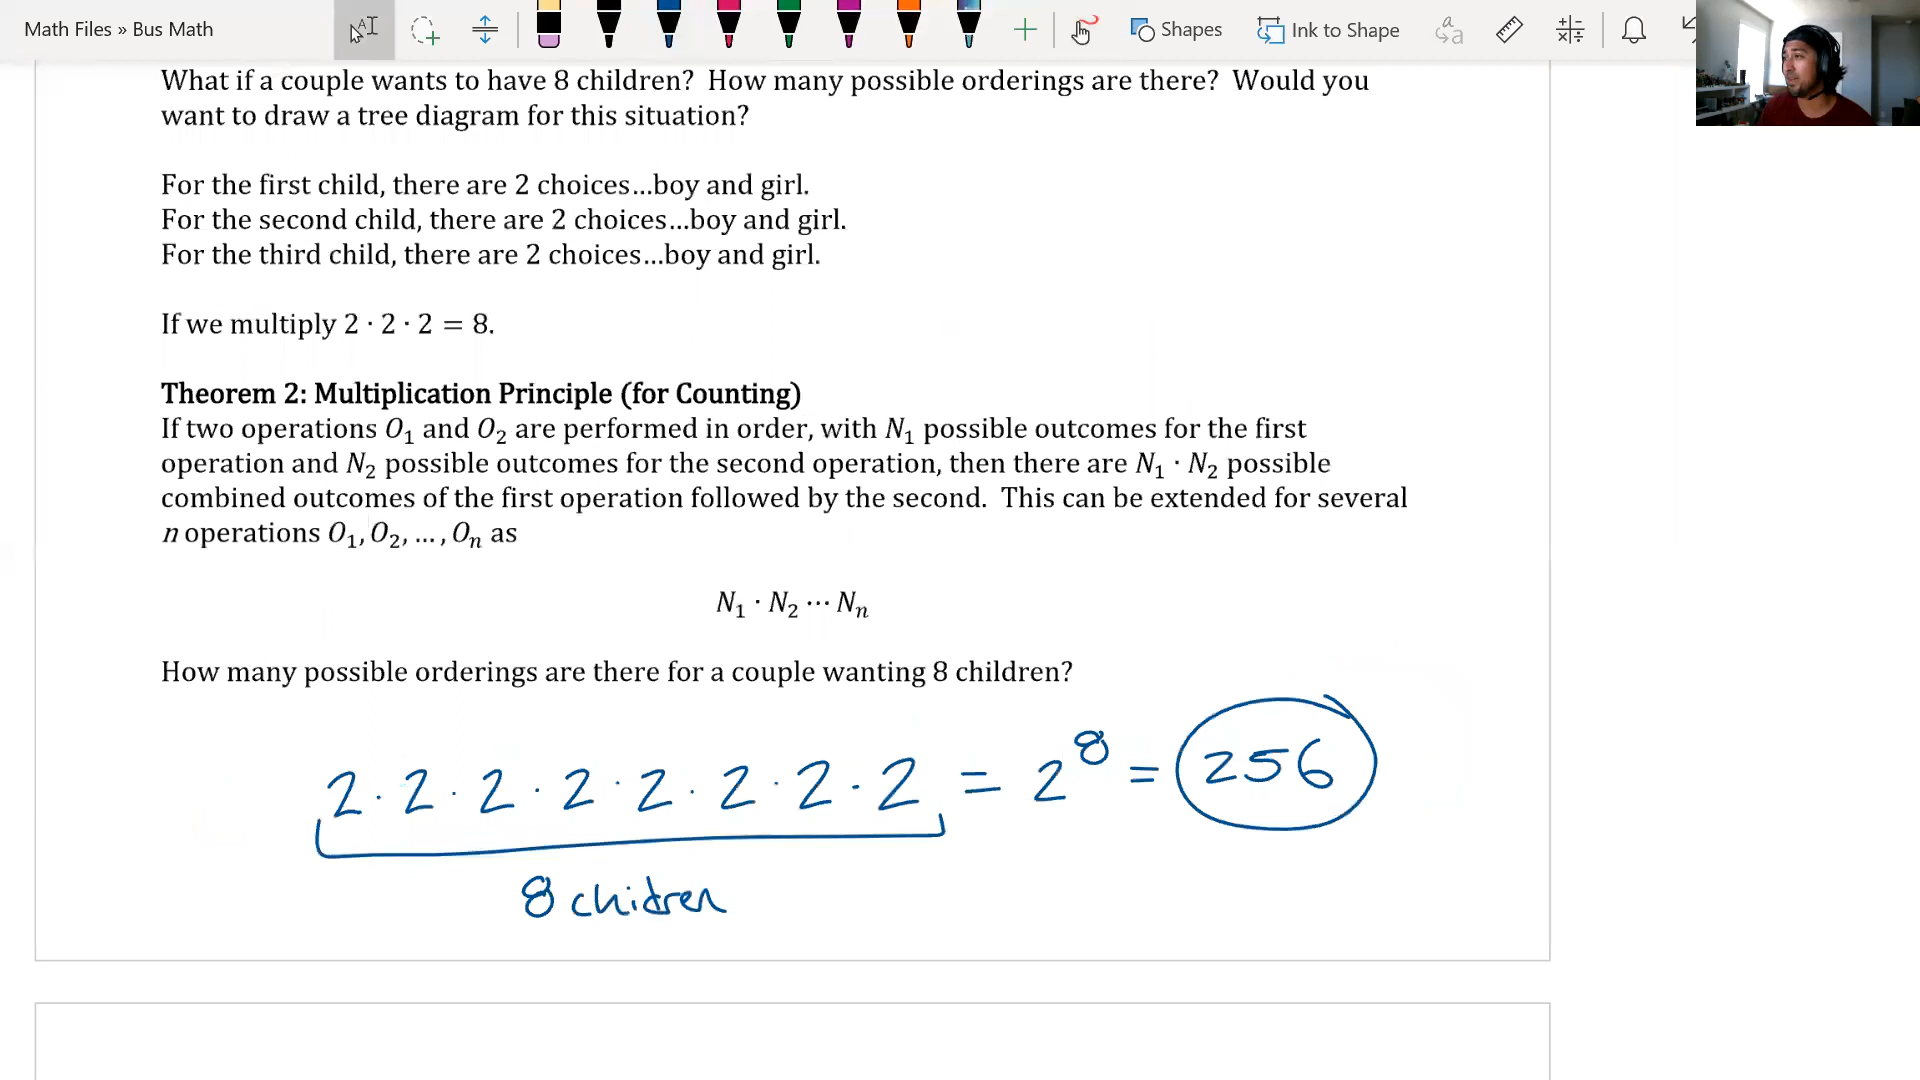 Math Files » Bus Math
Shapes
Ink to Shape
What if a couple wants to have 8 children? How many possible orderings are there? Would you
want to draw a tree diagram for this situation?
For the first child, there are 2 choices...boy and girl.
For the second child, there are 2 choices...boy and girl.
For the third child, there are 2 choices...boy and girl.
If we multiply 2 · 2 · 2 = 8.
Theorem 2: Multiplication Principle (for Counting)
If two operations O₁ and O₂ are performed in order, with N₁ possible outcomes for the first
operation and N₂ possible outcomes for the second operation, then there are N₁ · N₂ possible
combined outcomes of the first operation followed by the second. This can be extended for several
n operations O₁, O₂, ..., Oₙ as
N₁ · N₂ ⋯ Nₙ
How many possible orderings are there for a couple wanting 8 children?
2 · 2 · 2 · 2 · 2 · 2 · 2 · 2 = 2⁸ = 256
8 children